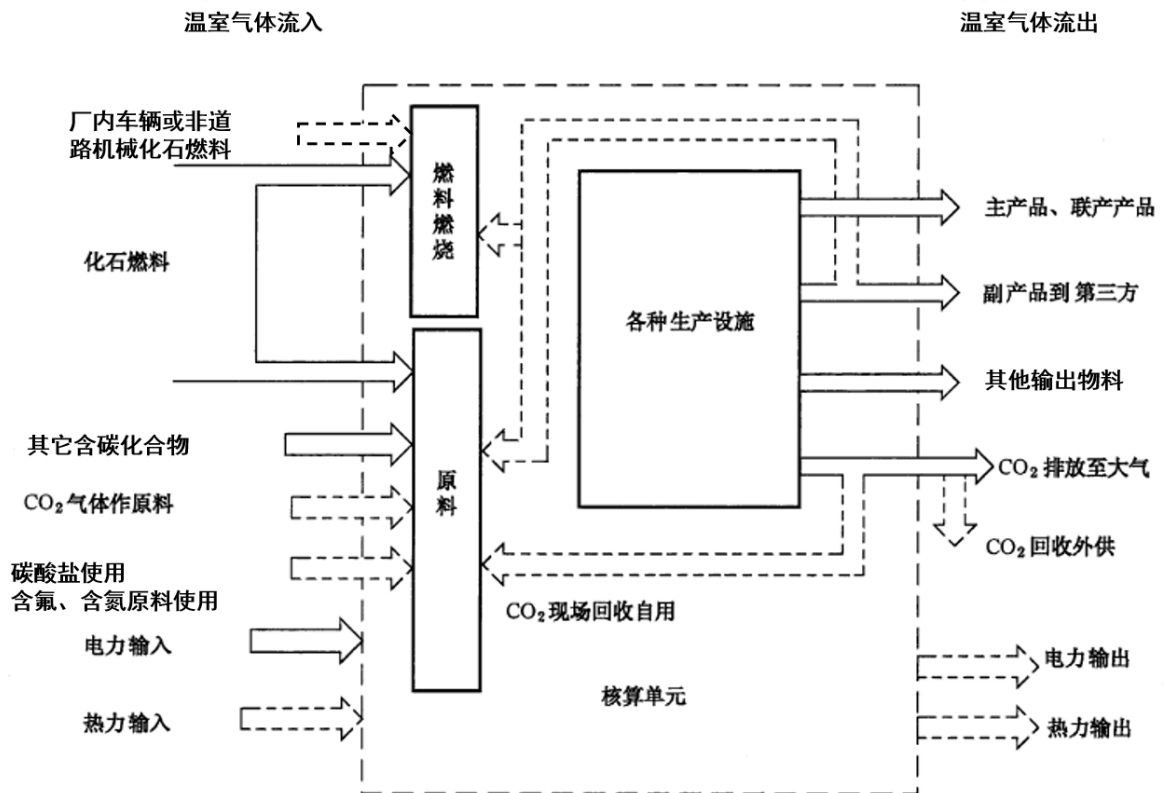 温室气体流入
温室气体流出
厂内车辆或非道
路机械化石燃料
化石燃料
其它含碳化合物
CO₂气体作原料
碳酸盐使用
含氟、含氮原料使用
电力输入
热力输入
燃料燃烧
原料
各种生产设施
CO₂现场回收自用
核算单元
主产品、联产产品
副产品到第三方
其他输出物料
CO₂排放至大气
CO₂回收外供
电力输出
热力输出